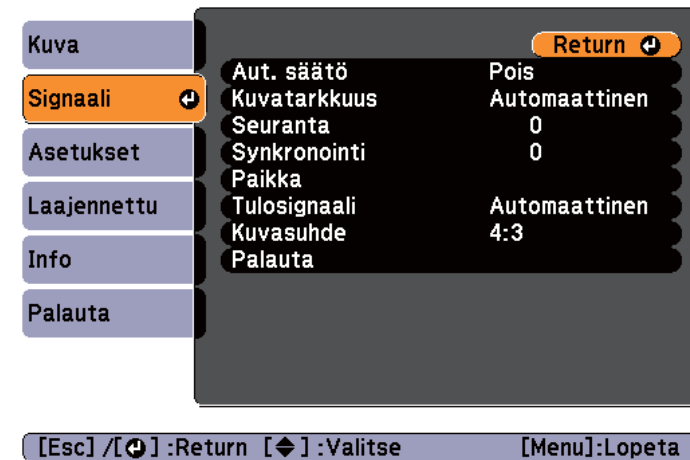 Kuva
Signaali
Asetukset
Laajennettu
Info
Palauta
Return
Aut. säätö Pois
Kuvatarkkuus Automaattinen
Seuranta 0
Synkronointi 0
Paikka
Tulosignaali Automaattinen
Kuvasuhde 4:3
Palauta
[Esc] /[⏎] :Return [◆] :Valitse [Menu]:Lopeta